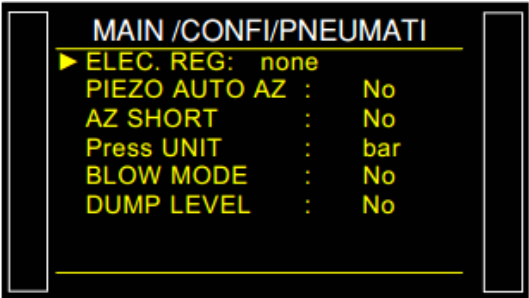 MAIN /CONFI/PNEUMATI
ELEC. REG: none
PIEZO AUTO AZ : No
AZ SHORT : No
Press UNIT : bar
BLOW MODE : No
DUMP LEVEL : No